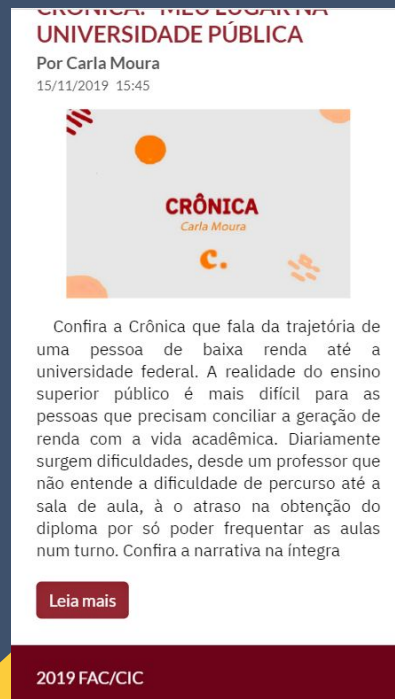 CRÔNICA: "MEU LUGAR NA
UNIVERSIDADE PÚBLICA
Por Carla Moura
15/11/2019 15:45
CRÔNICA
Carla Moura
c.
Confira a Crônica que fala da trajetória de
uma pessoa de baixa renda até a
universidade federal. A realidade do ensino
superior público é mais difícil para as
pessoas que precisam conciliar a geração de
renda com a vida acadêmica. Diariamente
surgem dificuldades, desde um professor que
não entende a dificuldade de percurso até a
sala de aula, à o atraso na obtenção do
diploma por só poder frequentar as aulas
num turno. Confira a narrativa na íntegra
Leia mais
2019 FAC/CIC